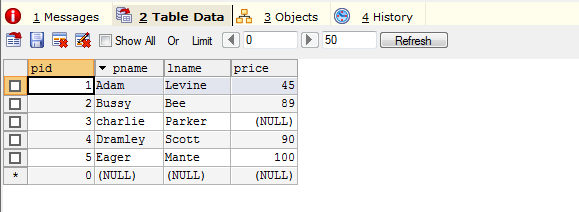 1 Messages 2 Table Data 3 Objects 4 History
Show All Or Limit 0 50 Refresh
pid pname lname price
1 Adam Levine 45
2 Bussy Bee 89
3 charlie Parker (NULL)
4 Dramley Scott 90
5 Eager Mante 100
* 0 (NULL) (NULL) (NULL)